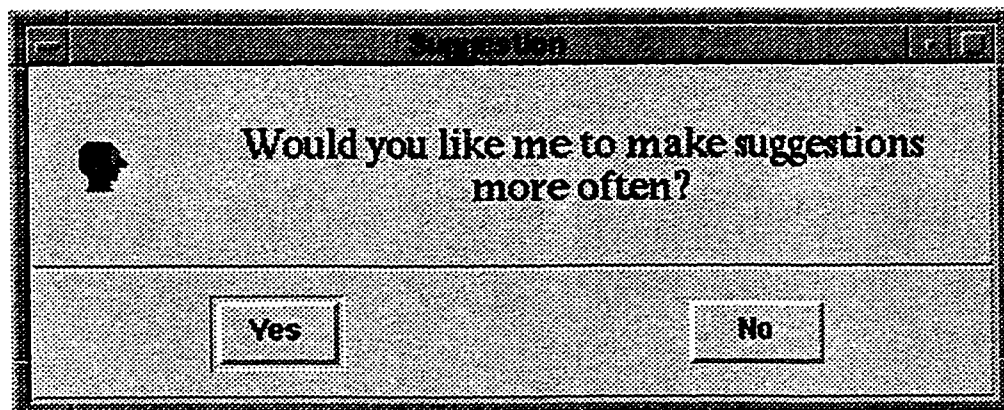 Suggestion
Would you like me to make suggestions
more often?
Yes
No